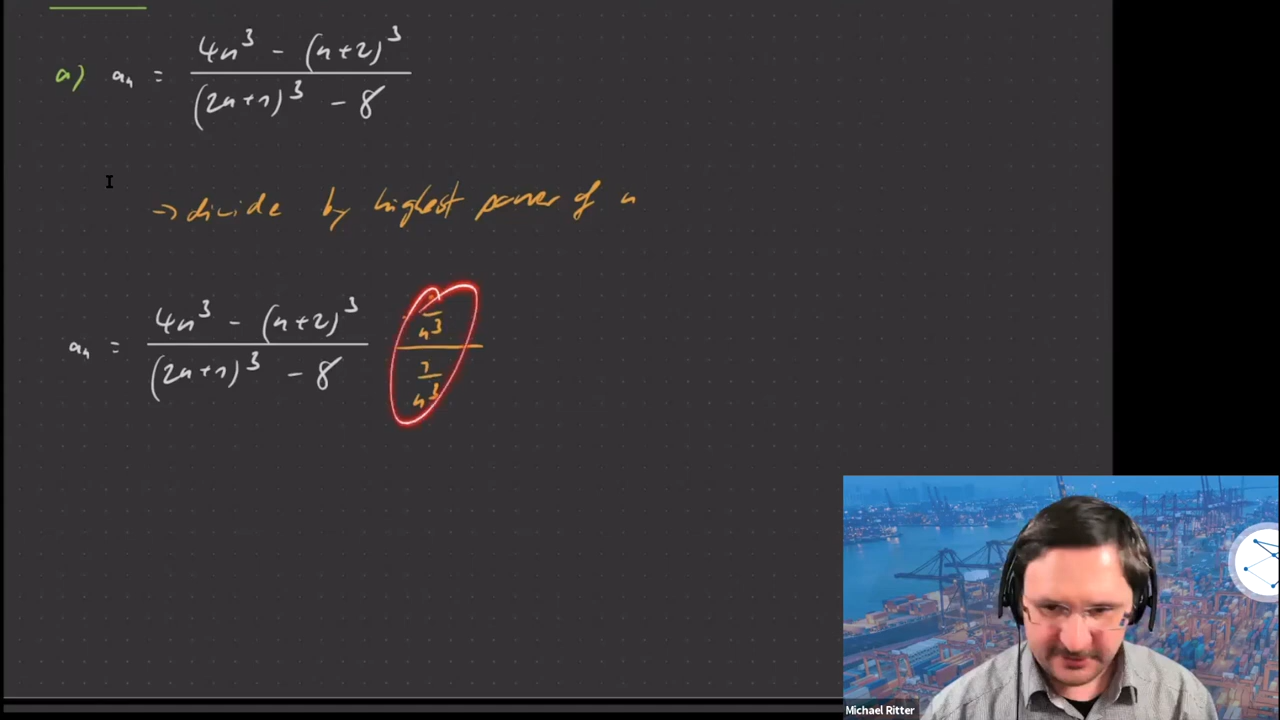 a) aₙ = (4n³ - (n+2)³) / ((2n+1)³ - 8)
→ divide by highest power of n
aₙ = (4n³ - (n+2)³) / ((2n+1)³ - 8) (1/n³) / (1/n³)
Michael Ritter